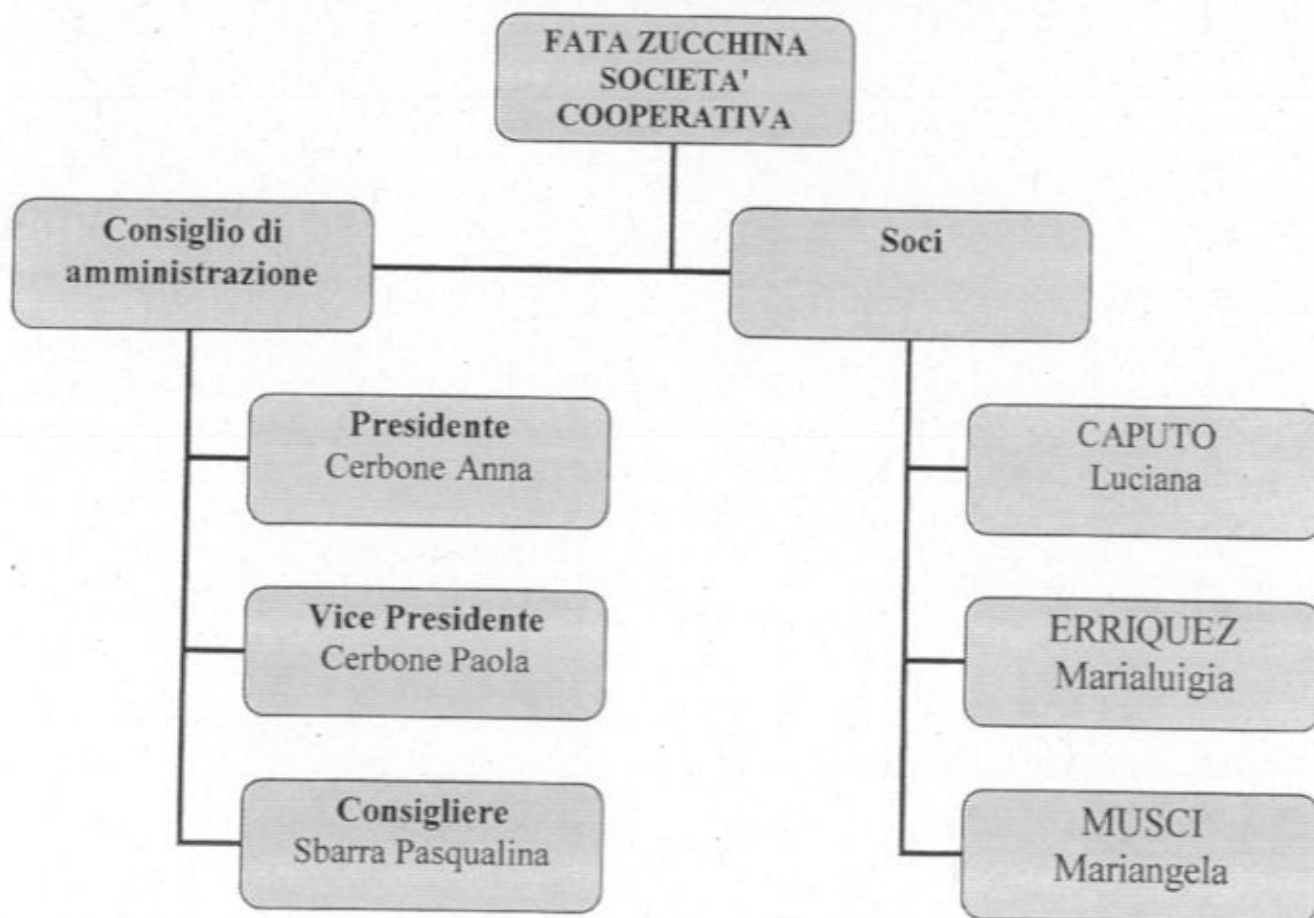 FATA ZUCCHINA
SOCIETA'
COOPERATIVA
Consiglio di
amministrazione
Soci
Presidente
Cerbone Anna
Vice Presidente
Cerbone Paola
Consigliere
Sbarra Pasqualina
CAPUTO
Luciana
ERRIQUEZ
Marialuigia
MUSCI
Mariangela